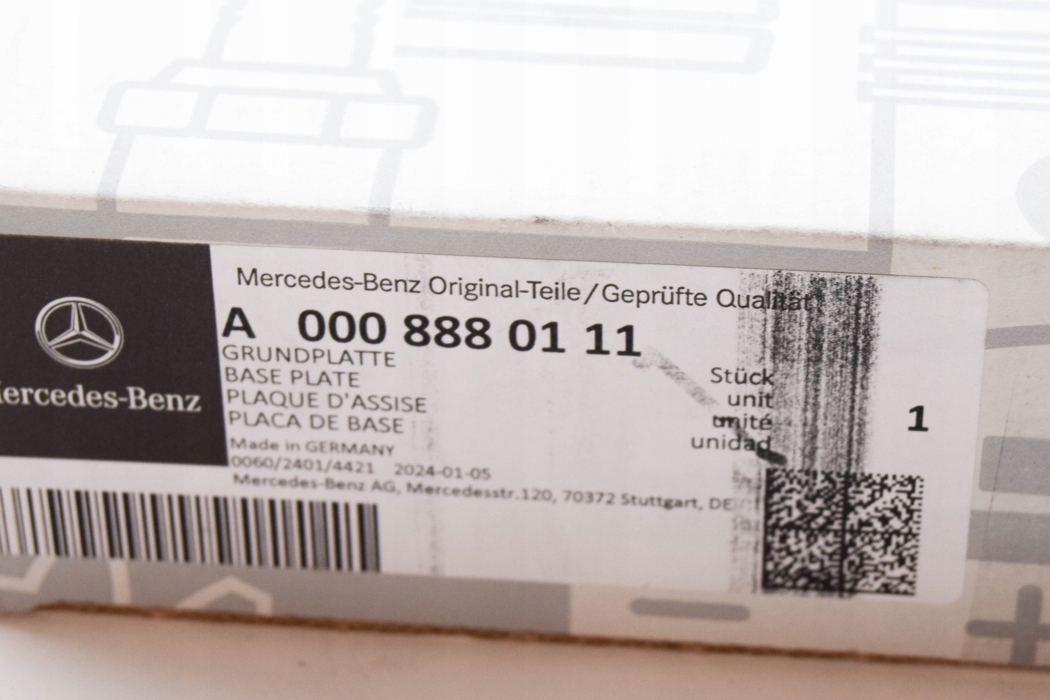 Mercedes-Benz Original-Teile/Geprüfte Qualität
A 000 888 01 11
GRUNDPLATTE
BASE PLATE
PLAQUE D'ASSISE
PLACA DE BASE
Made in GERMANY
0060/2401/4421 2024-01-05
Mercedes-Benz AG, Mercedesstr.120, 70372 Stuttgart, DE
Stück
unit
unité
unidad
1
Mercedes-Benz